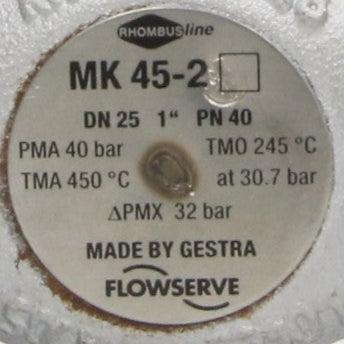 RHOMBUSline
MK 45-2
DN 25 1" PN 40
PMA 40 bar TMO 245 °C
TMA 450 °C at 30.7 bar
ΔPMX 32 bar
MADE BY GESTRA
FLOWSERVE